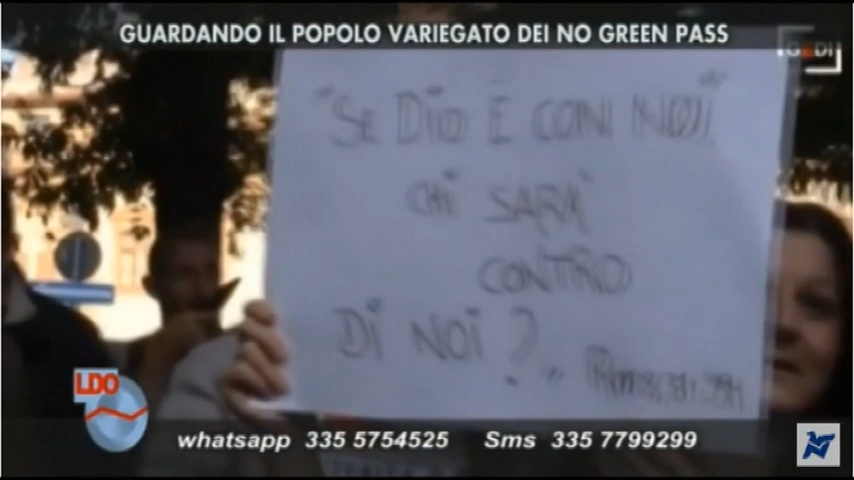 GUARDANDO IL POPOLO VARIEGATO DEI NO GREEN PASS
GEDI
"SE DIO È CON NOI
CHI SARÀ
CONTRO
DI NOI?"
LDO
whatsapp 335 5754525 Sms 335 7799299